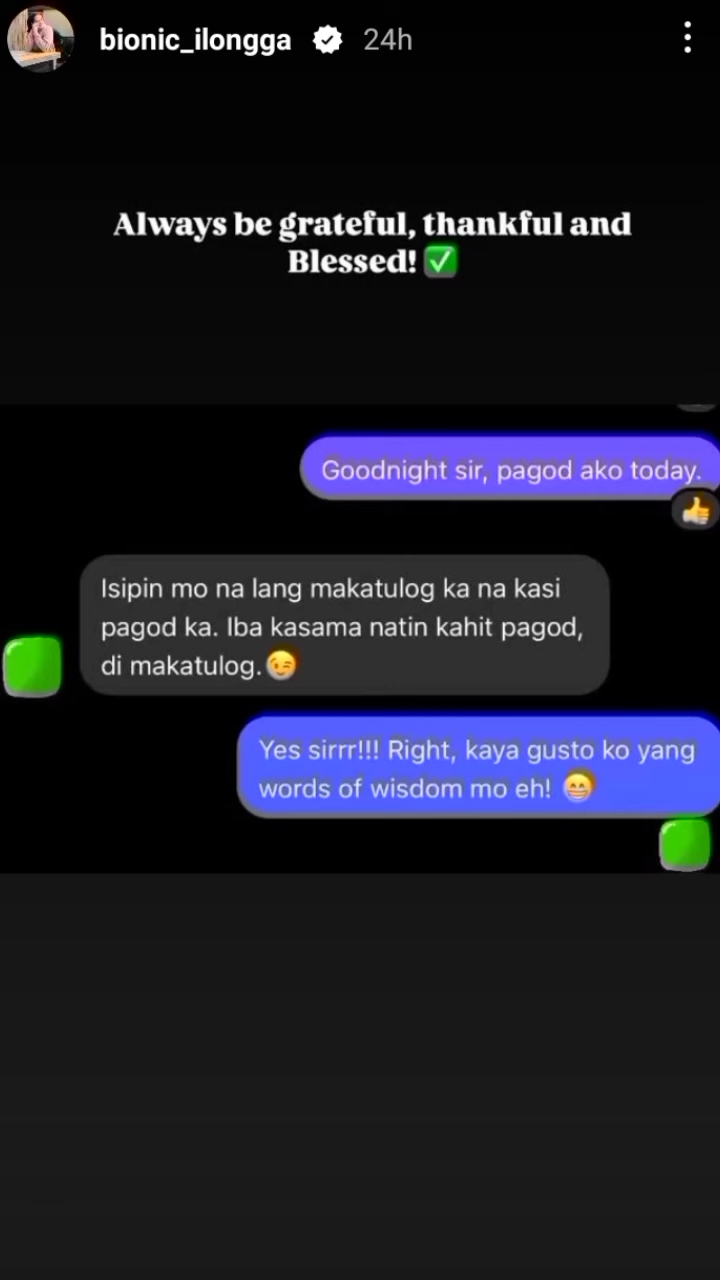 bionic_ilongga 24h
Always be grateful, thankful and
Blessed! ✅
Goodnight sir, pagod ako today.
👍
Isipin mo na lang makatulog ka na kasi
pagod ka. Iba kasama natin kahit pagod,
di makatulog.😉
Yes sirrr!!! Right, kaya gusto ko yang
words of wisdom mo eh! 😁